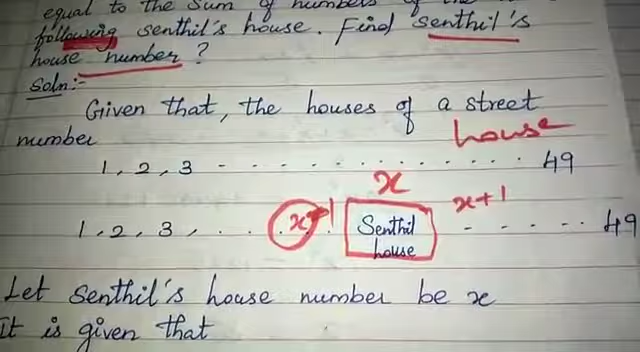 equal to the sum of numbers of the
following senthil's house. Find senthil's
house number?
Soln:-
Given that, the houses of a street
number
house
1, 2, 3 - - - - - - - - - - - - - 49
x
1, 2, 3, . . . x-1 Senthil house x+1 - - - - - - 49
Let Senthil's house number be x
It is given that